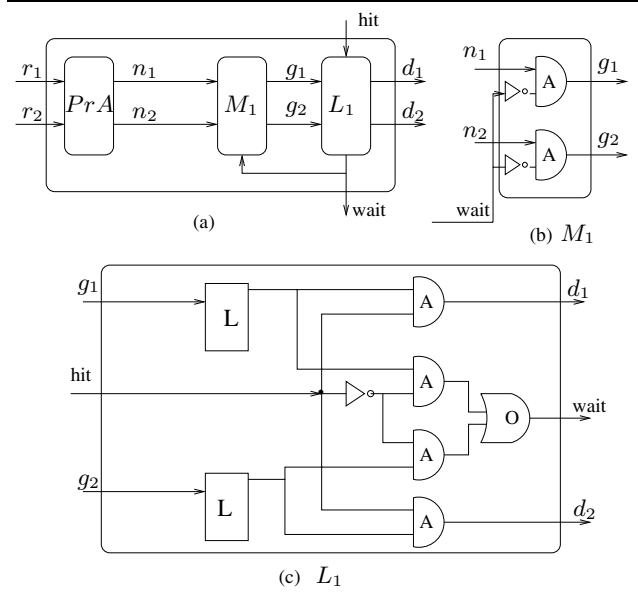 hit
r1 n1 g1 d1
PrA M1 L1
r2 n2 g2 d2
wait
(a)
n1 A g1
n2 A g2
wait
(b) M1
g1 L A d1
hit A O wait
A
g2 L A d2
(c) L1